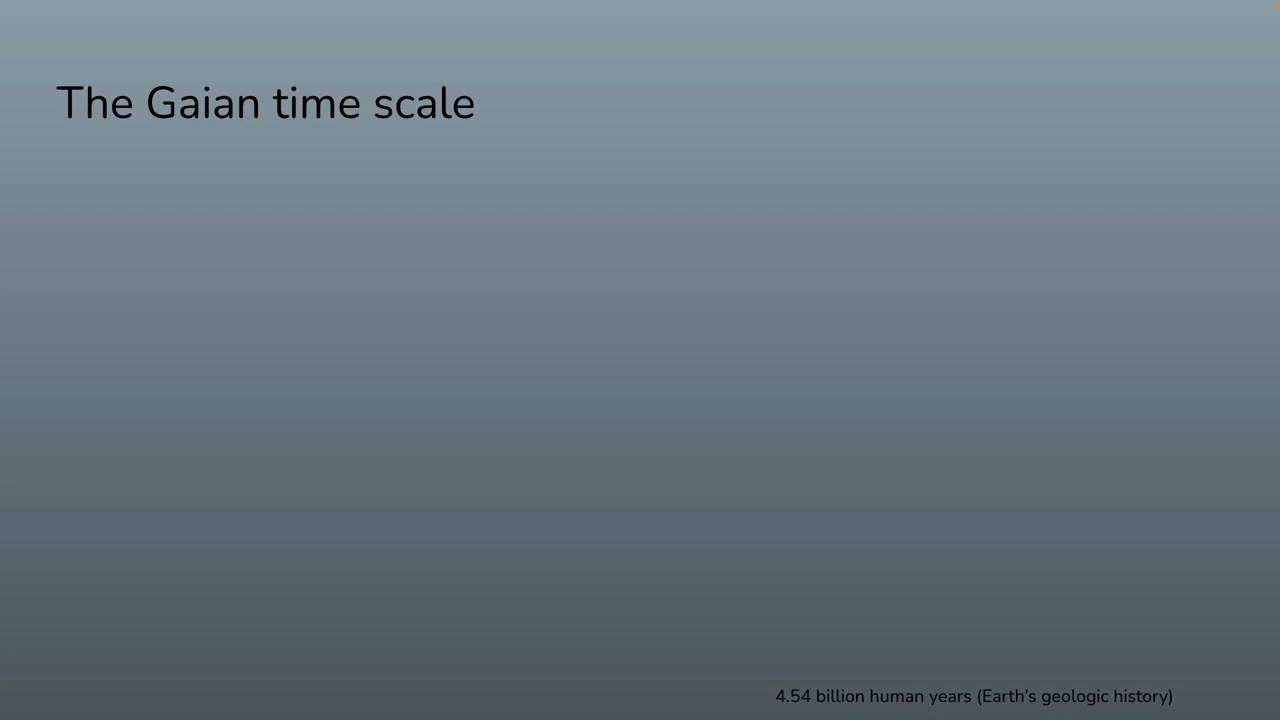 The Gaian time scale
4.54 billion human years (Earth’s geologic history)